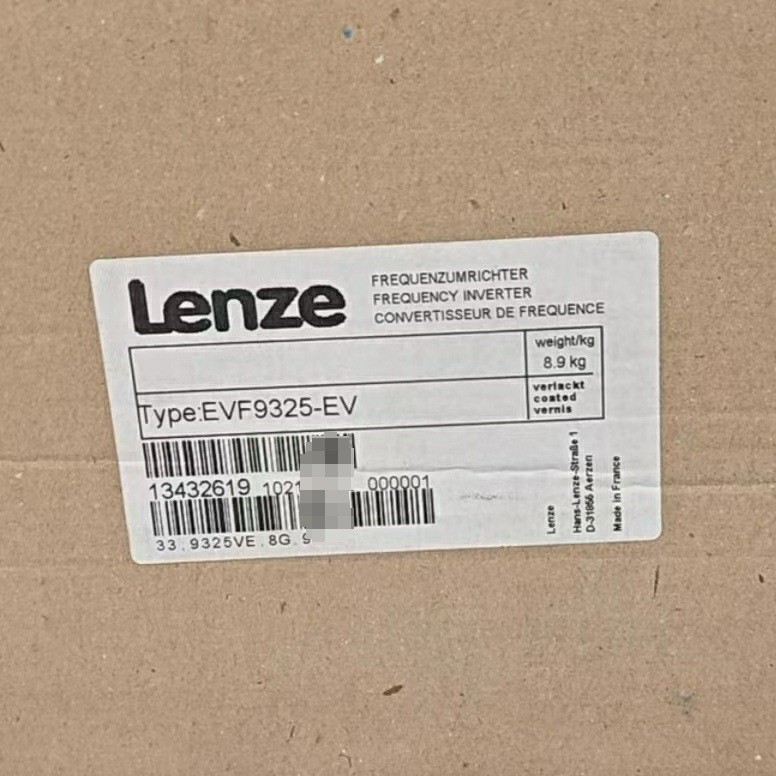 Lenze
FREQUENZUMRICHTER
FREQUENCY INVERTER
CONVERTISSEUR DE FREQUENCE
weight/kg
8.9 kg
Type:EVF9325-EV
verlackt
coated
vernis
13432619 1021 000001
33.9325VE.8G.9
Lenze
Hans-Lenze-Straße 1
D-31855 Aerzen
Made in France